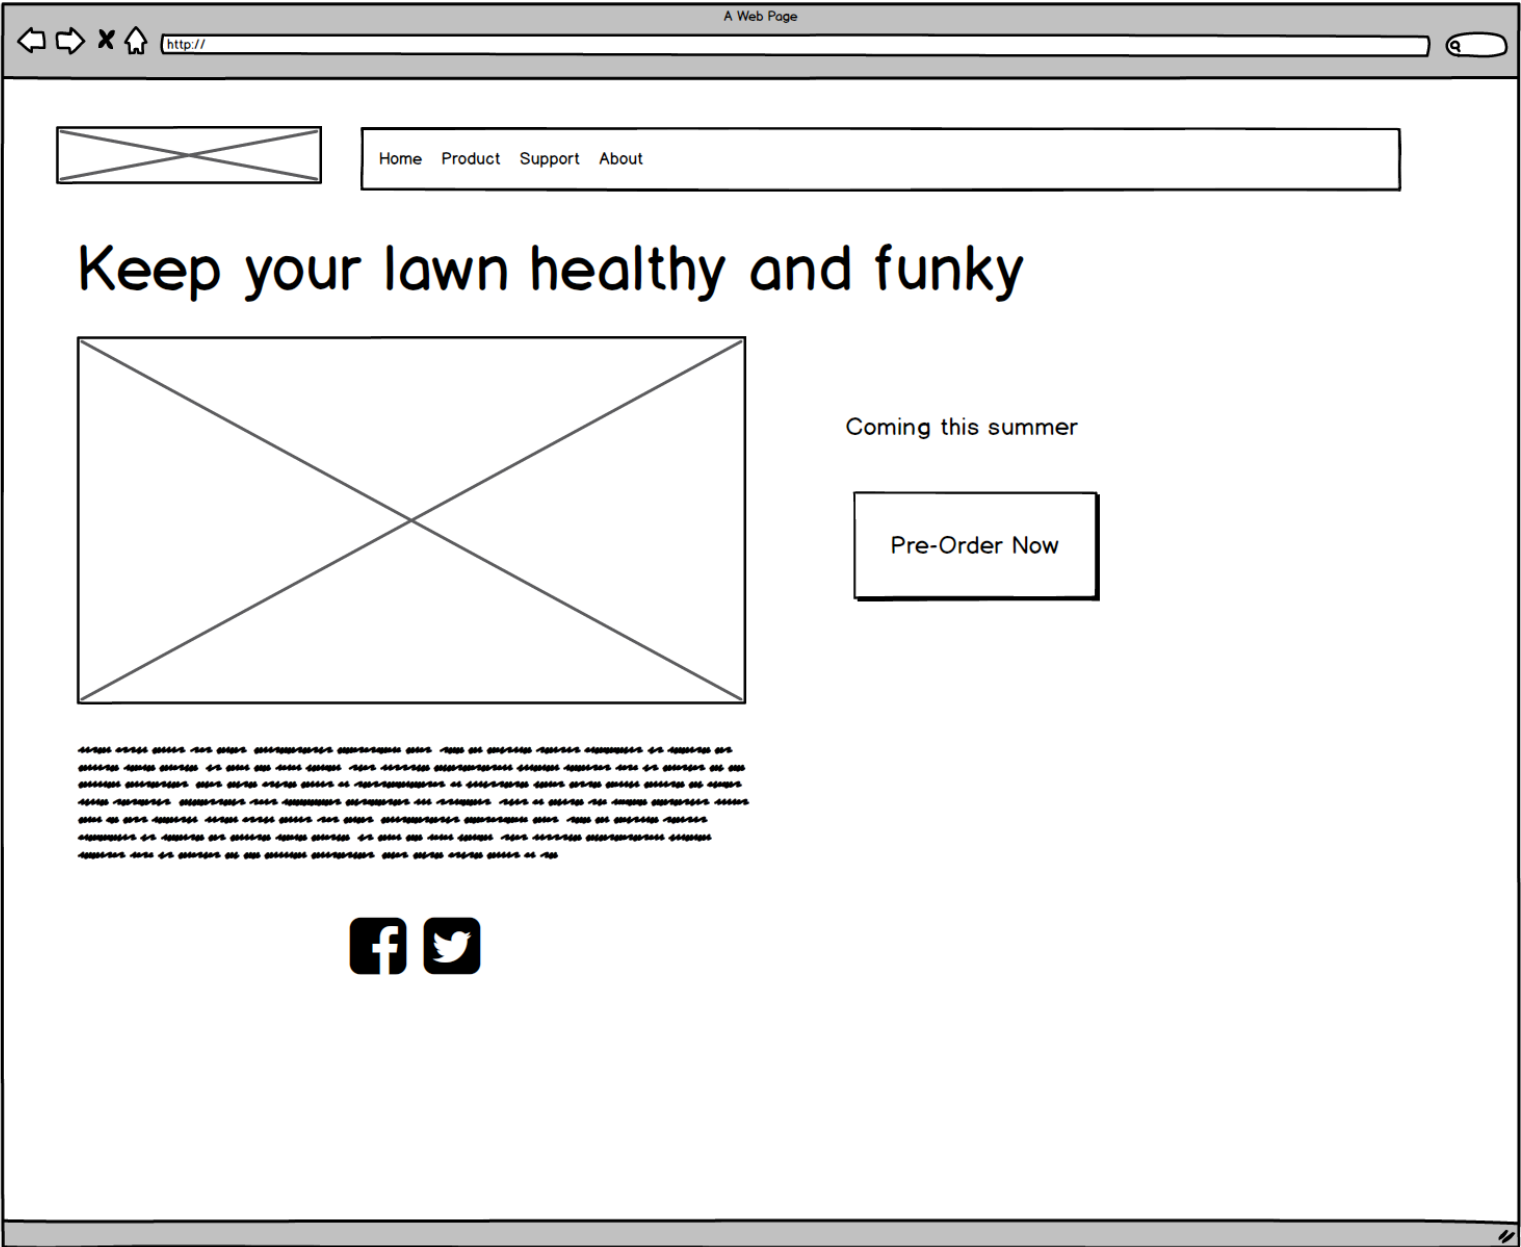 A Web Page
http://
Home Product Support About
Keep your lawn healthy and funky
Coming this summer
Pre-Order Now